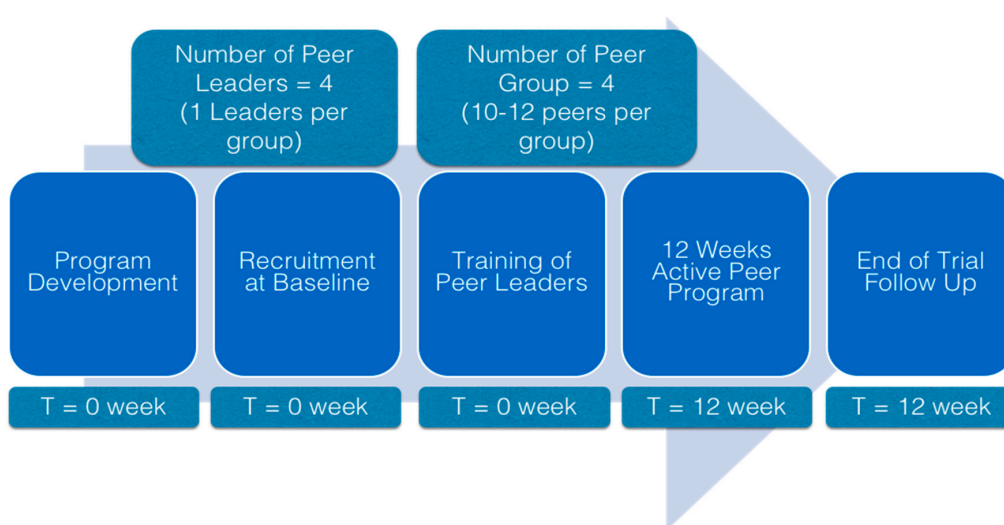 Number of Peer
Leaders = 4
(1 Leaders per
group)
Number of Peer
Group = 4
(10-12 peers per
group)
Program
Development
Recruitment
at Baseline
Training of
Peer Leaders
12 Weeks
Active Peer
Program
End of Trial
Follow Up
T = 0 week
T = 0 week
T = 0 week
T = 12 week
T = 12 week